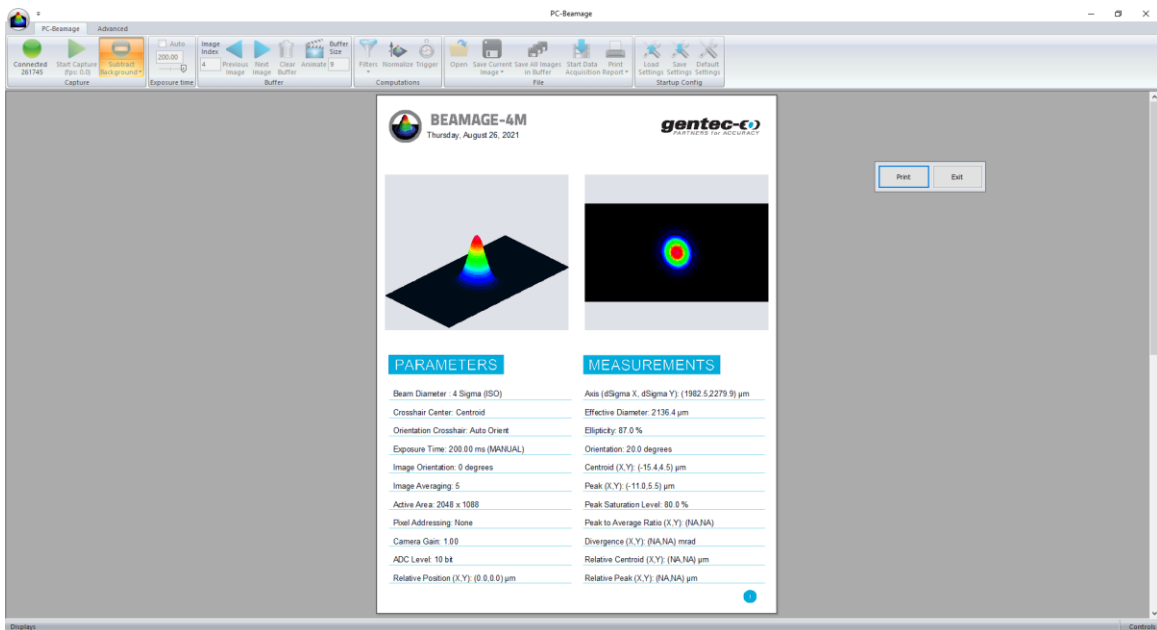 PC-Beamage
PC-Beamage Advanced
Connected 261745
Start Capture (fps: 0.0)
Subtract Background
Capture
Auto
200.00
Exposure time
Image Index
4
Previous Image
Next Image
Clear Buffer
Animate
Buffer Size
9
Buffer
Filters
Normalize
Trigger
Computations
Open
Save Current Image
Save All Images in Buffer
Start Data Acquisition
Print Report
File
Load Settings
Save Settings
Default Settings
Startup Config
BEAMAGE-4M
Thursday, August 26, 2021
gentec-eo
PARTNERS for ACCURACY
Print
Exit
PARAMETERS
Beam Diameter : 4 Sigma (ISO)
Crosshair Center: Centroid
Orientation Crosshair: Auto Orient
Exposure Time: 200.00 ms (MANUAL)
Image Orientation: 0 degrees
Image Averaging: 5
Active Area: 2048 x 1088
Pixel Addressing: None
Camera Gain: 1.00
ADC Level: 10 bit
Relative Position (X,Y): (0.0,0.0) µm
MEASUREMENTS
Axis (dSigma X, dSigma Y): (1982.5,2279.9) µm
Effective Diameter: 2136.4 µm
Ellipticity: 87.0 %
Orientation: 20.0 degrees
Centroid (X,Y): (-15.4,4.5) µm
Peak (X,Y): (-11.0,5.5) µm
Peak Saturation Level: 80.0 %
Peak to Average Ratio (X,Y): (NA,NA)
Divergence (X,Y): (NA,NA) mrad
Relative Centroid (X,Y): (NA,NA) µm
Relative Peak (X,Y): (NA,NA) µm
1
Displays
Controls